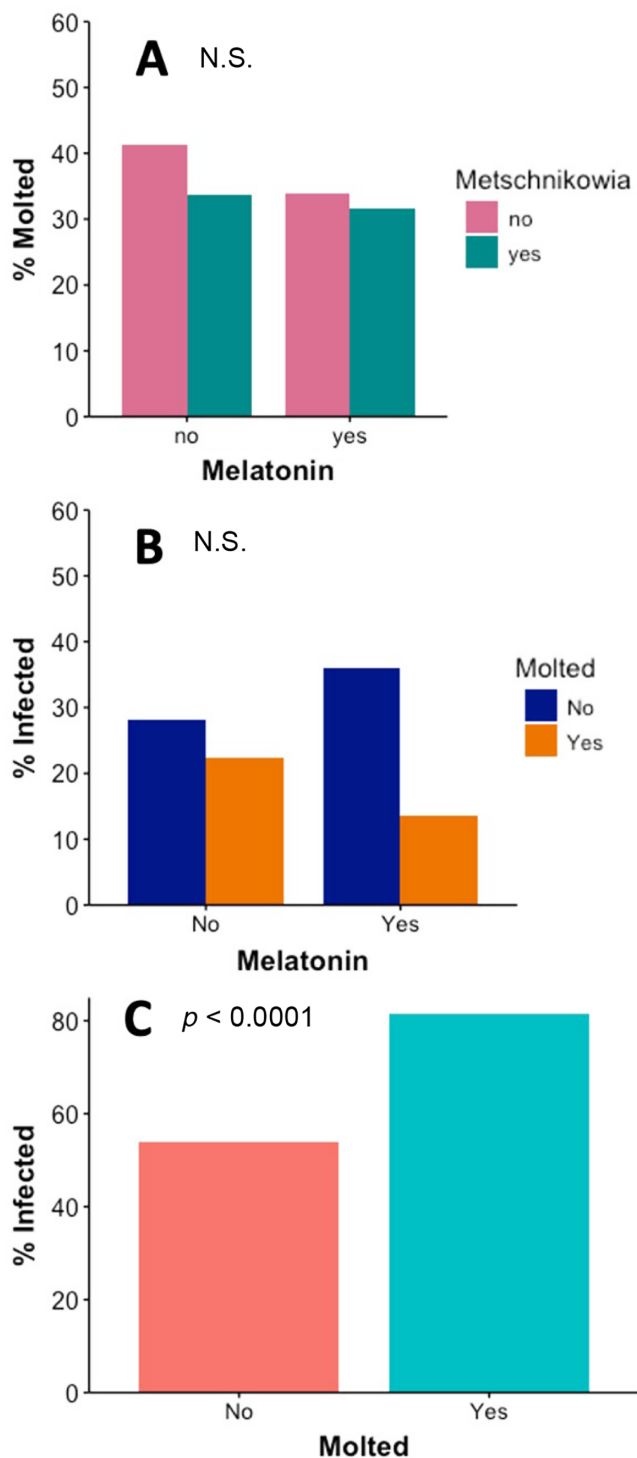 A N.S.
60
50
40
30
20
10
0
% Molted
no
yes
Melatonin
Metschnikowia
no
yes
B N.S.
60
50
40
30
20
10
0
% Infected
No
Yes
Melatonin
Molted
No
Yes
C p < 0.0001
80
60
40
20
0
% Infected
No
Yes
Molted